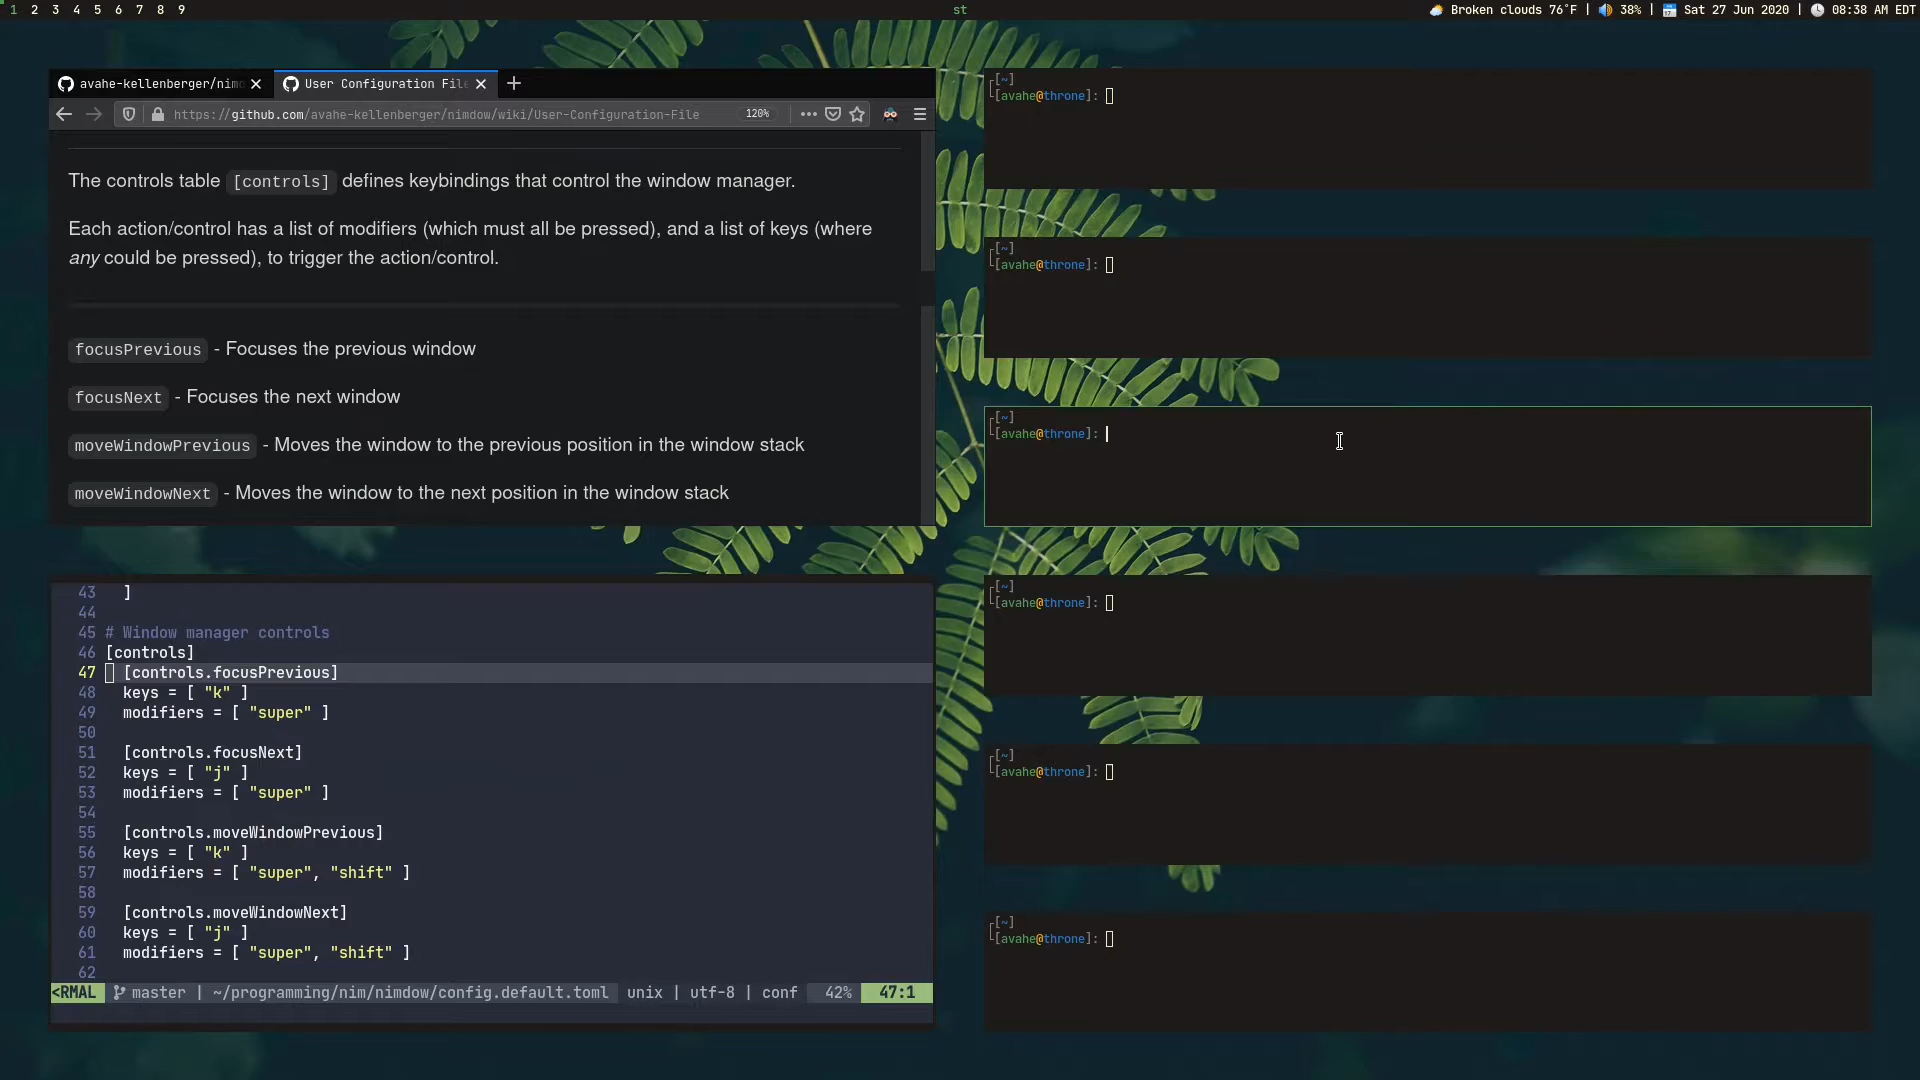 1 2 3 4 5 6 7 8 9
st
Broken clouds 76°F | 38% | Sat 27 Jun 2020 | 08:38 AM EDT
avahe-kellenberger/nimdo
User Configuration File
https://github.com/avahe-kellenberger/nimdow/wiki/User-Configuration-File 120%
The controls table [controls] defines keybindings that control the window manager.
Each action/control has a list of modifiers (which must all be pressed), and a list of keys (where
any could be pressed), to trigger the action/control.
focusPrevious - Focuses the previous window
focusNext - Focuses the next window
moveWindowPrevious - Moves the window to the previous position in the window stack
moveWindowNext - Moves the window to the next position in the window stack
43 ]
44
45 # Window manager controls
46 [controls]
47 [controls.focusPrevious]
48 keys = [ "k" ]
49 modifiers = [ "super" ]
50
51 [controls.focusNext]
52 keys = [ "j" ]
53 modifiers = [ "super" ]
54
55 [controls.moveWindowPrevious]
56 keys = [ "k" ]
57 modifiers = [ "super", "shift" ]
58
59 [controls.moveWindowNext]
60 keys = [ "j" ]
61 modifiers = [ "super", "shift" ]
62
<RMAL master | ~/programming/nim/nimdow/config.default.toml unix | utf-8 | conf 42% 47:1
[~]
[avahe@throne]:
[~]
[avahe@throne]:
[~]
[avahe@throne]:
[~]
[avahe@throne]:
[~]
[avahe@throne]:
[~]
[avahe@throne]: